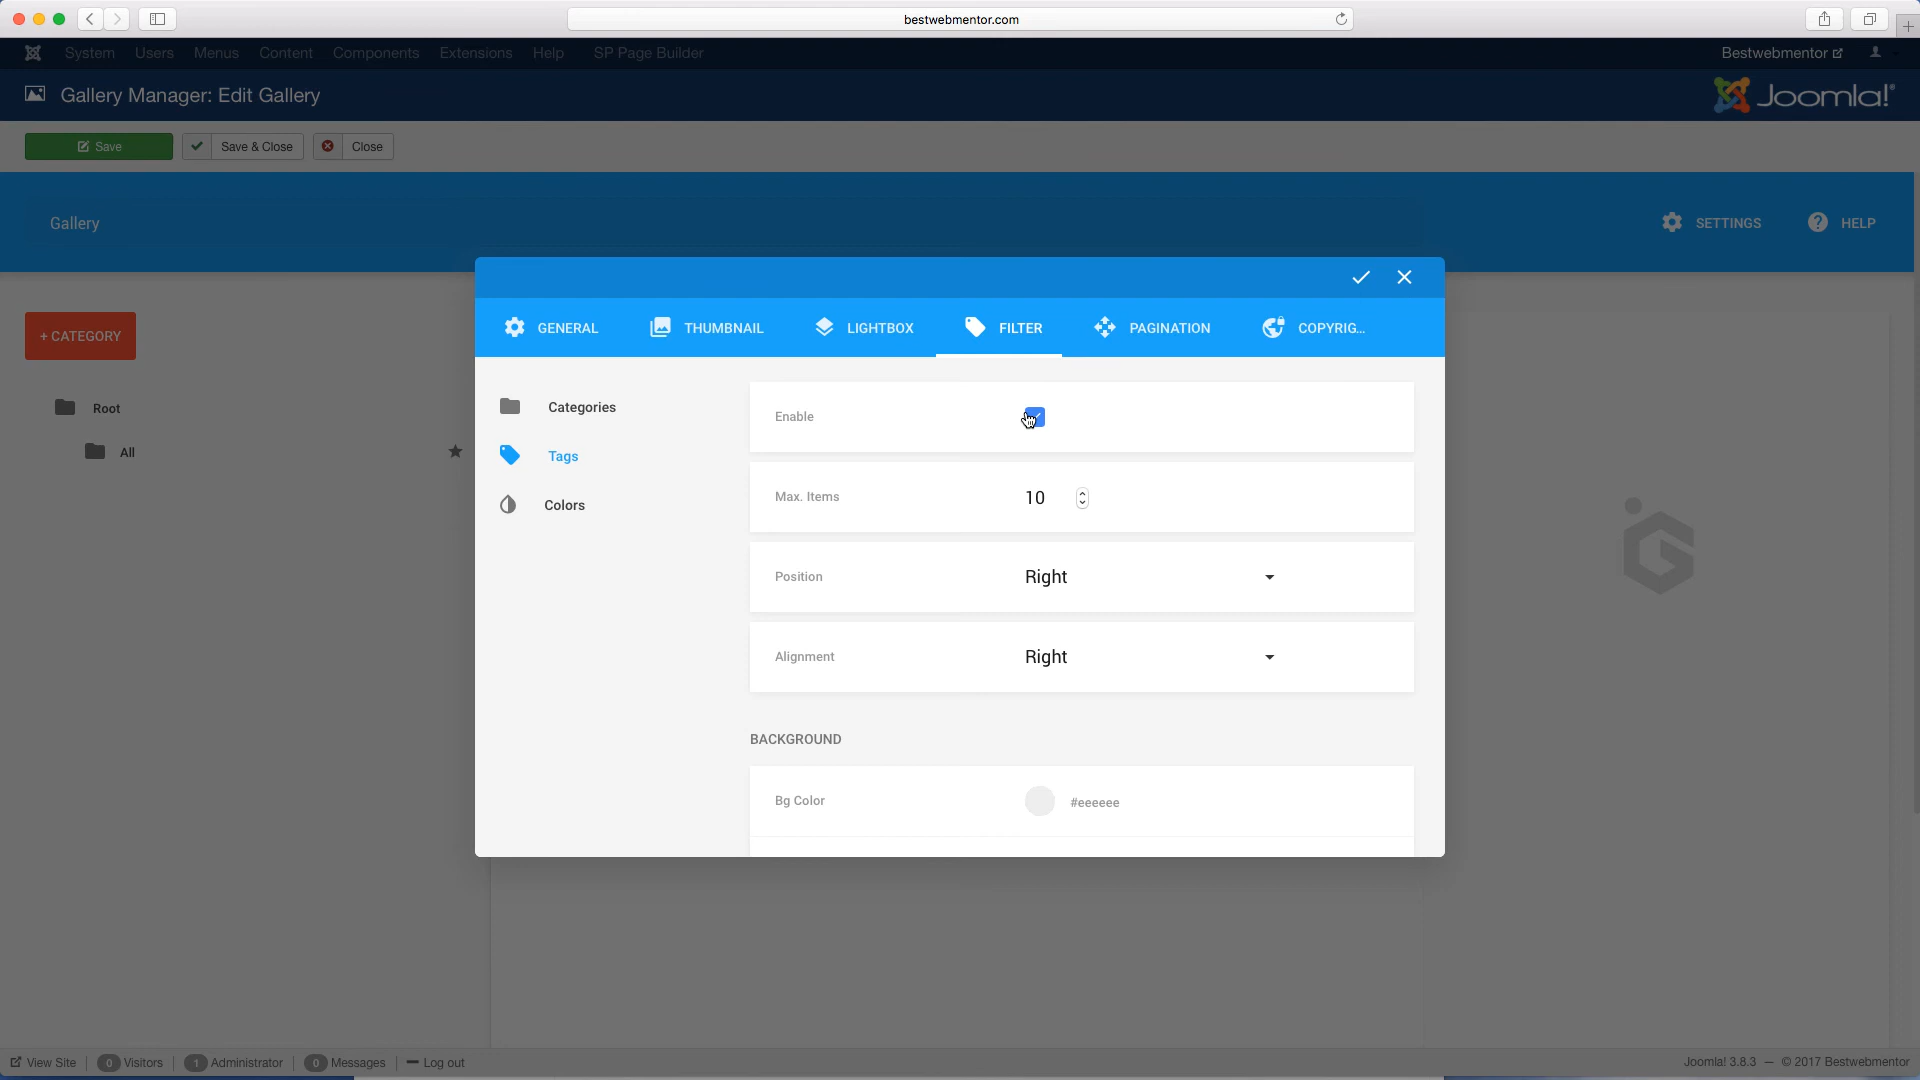 bestwebmentor.com
System Users Menus Content Components Extensions Help SP Page Builder Bestwebmentor
Gallery Manager: Edit Gallery Joomla!®
Save Save & Close Close
Gallery SETTINGS ? HELP
GENERAL THUMBNAIL LIGHTBOX FILTER PAGINATION COPYRIG...
+ CATEGORY
Root
All
Categories
Tags
Colors
Enable
Max. Items 10
Position Right
Alignment Right
BACKGROUND
Bg Color #eeeeee
View Site 0 Visitors 1 Administrator 0 Messages Log out Joomla! 3.8.3 — © 2017 Bestwebmentor